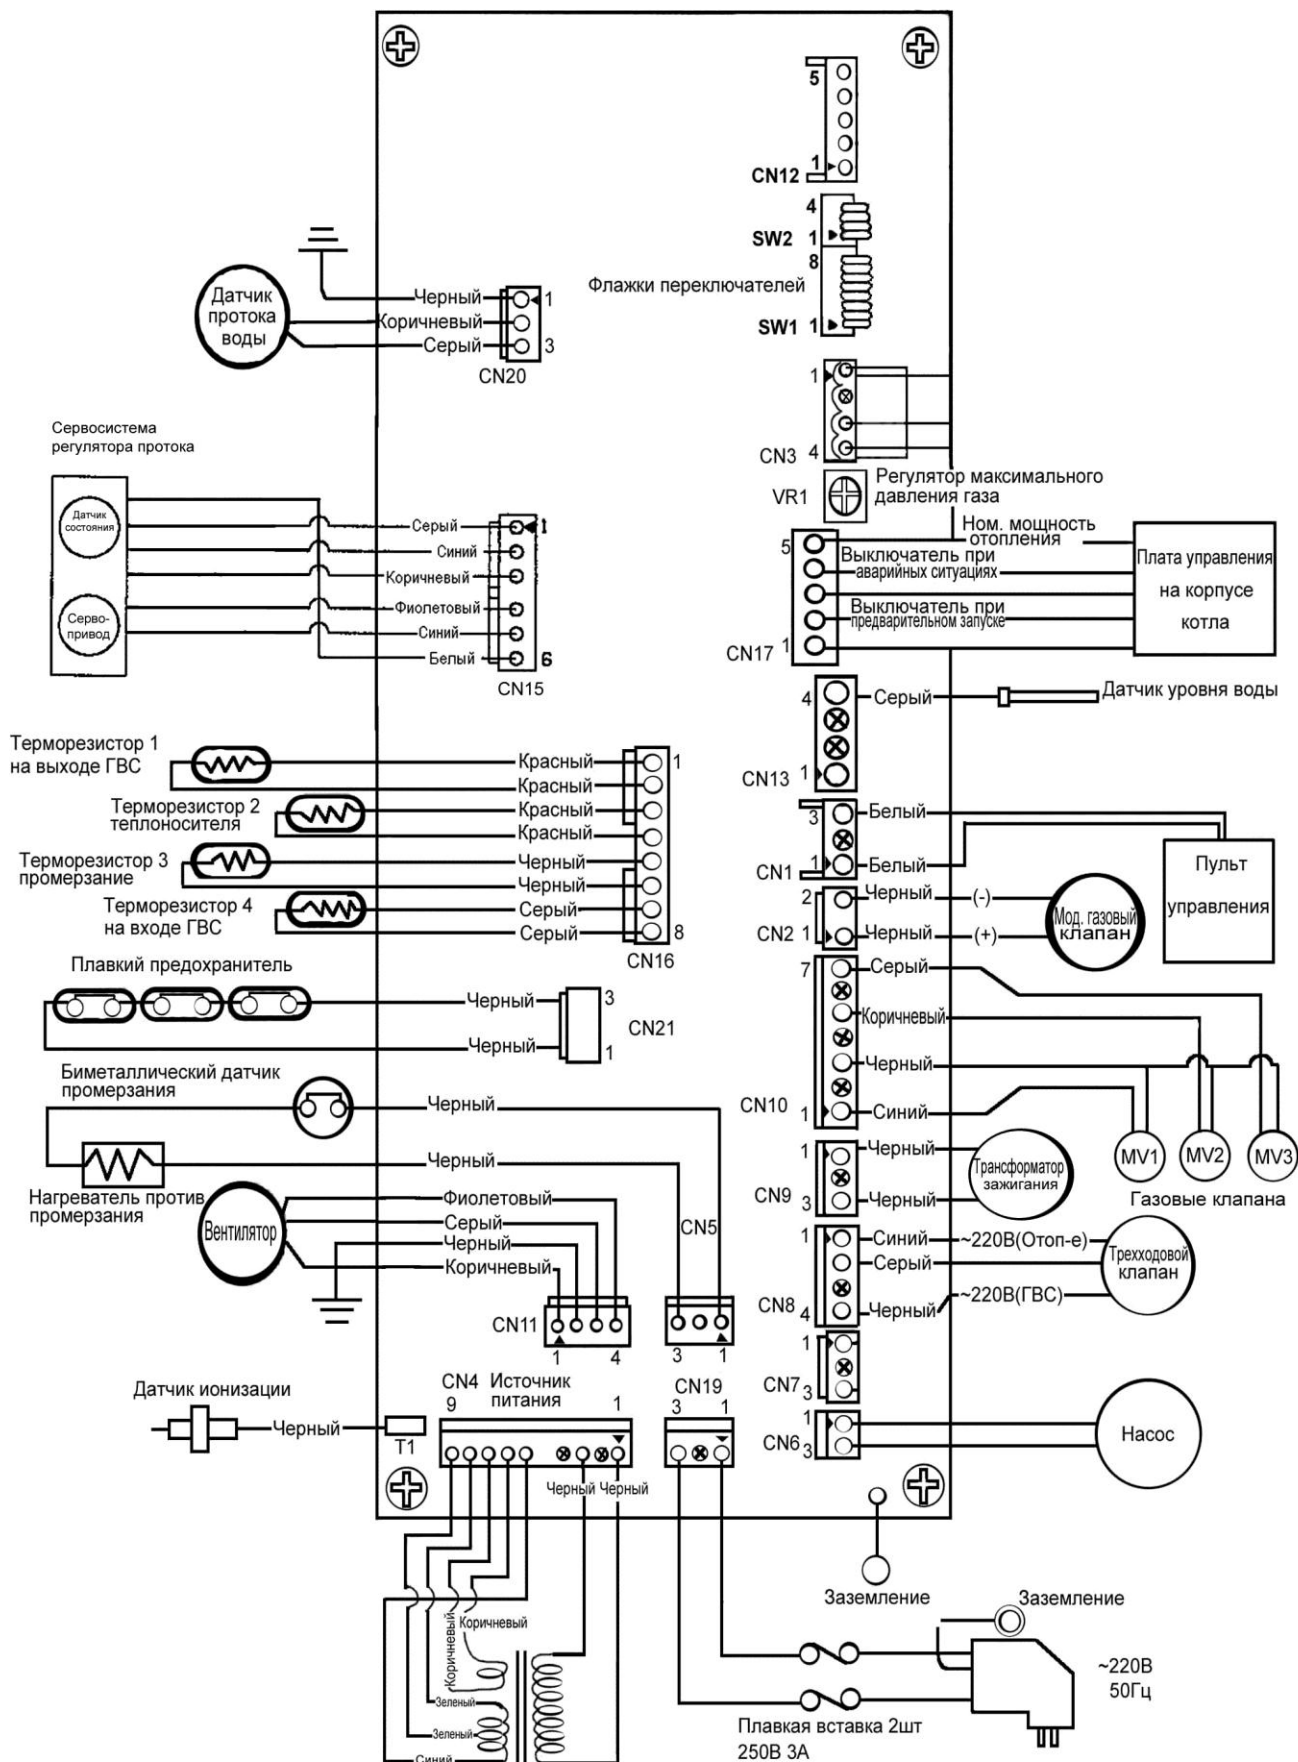 5
1
CN12
4
SW2 1
8
Флажки переключателей
SW1 1
Черный
1
Датчик
протока
воды
Коричневый
Серый
3
CN20
1
CN3 4
Сервосистема
регулятора протока
VR1
Регулятор максимального
давления газа
Датчик
состояния
Серый
1
Синий
Коричневый
Фиолетовый
Серво-
привод
Синий
Белый
6
CN15
Ном. мощность
отопления
5
Выключатель при
аварийных ситуациях
Выключатель при
предварительном запуске
1
CN17
Плата управления
на корпусе
котла
4
Серый
Датчик уровня воды
1
CN13
Терморезистор 1
на выходе ГВС
Красный
1
Красный
Терморезистор 2
теплоносителя
Красный
Красный
Терморезистор 3
промерзание
Черный
Черный
Терморезистор 4
на входе ГВС
Серый
Серый
8
CN16
3
Белый
1
CN1
Белый
Пульт
управления
2
Черный
(-)
CN2 1
Черный
(+)
Мод. газовый
клапан
Плавкий предохранитель
Черный
3
CN21
Черный
1
7
Серый
Коричневый
Черный
CN10
1
Синий
MV1
MV2
MV3
Газовые клапана
Биметаллический датчик
промерзания
Черный
Черный
Нагреватель против
промерзания
1
Черный
CN9
3
Черный
Трансформатор
зажигания
Вентилятор
Фиолетовый
Серый
Черный
Коричневый
CN5
CN11
1
4
3
1
1
Синий
~220В(Отоп-е)
Серый
CN8
4
Черный
~220В(ГВС)
Трехходовой
клапан
1
CN7
3
1
CN6
3
Насос
Датчик ионизации
Черный
T1
CN4
Источник
питания
9
1
CN19
3
1
Черный
Черный
Коричневый
Коричневый
Зеленый
Зеленый
Синий
Заземление
Заземление
~220В
50Гц
Плавкая вставка 2шт
250В 3А